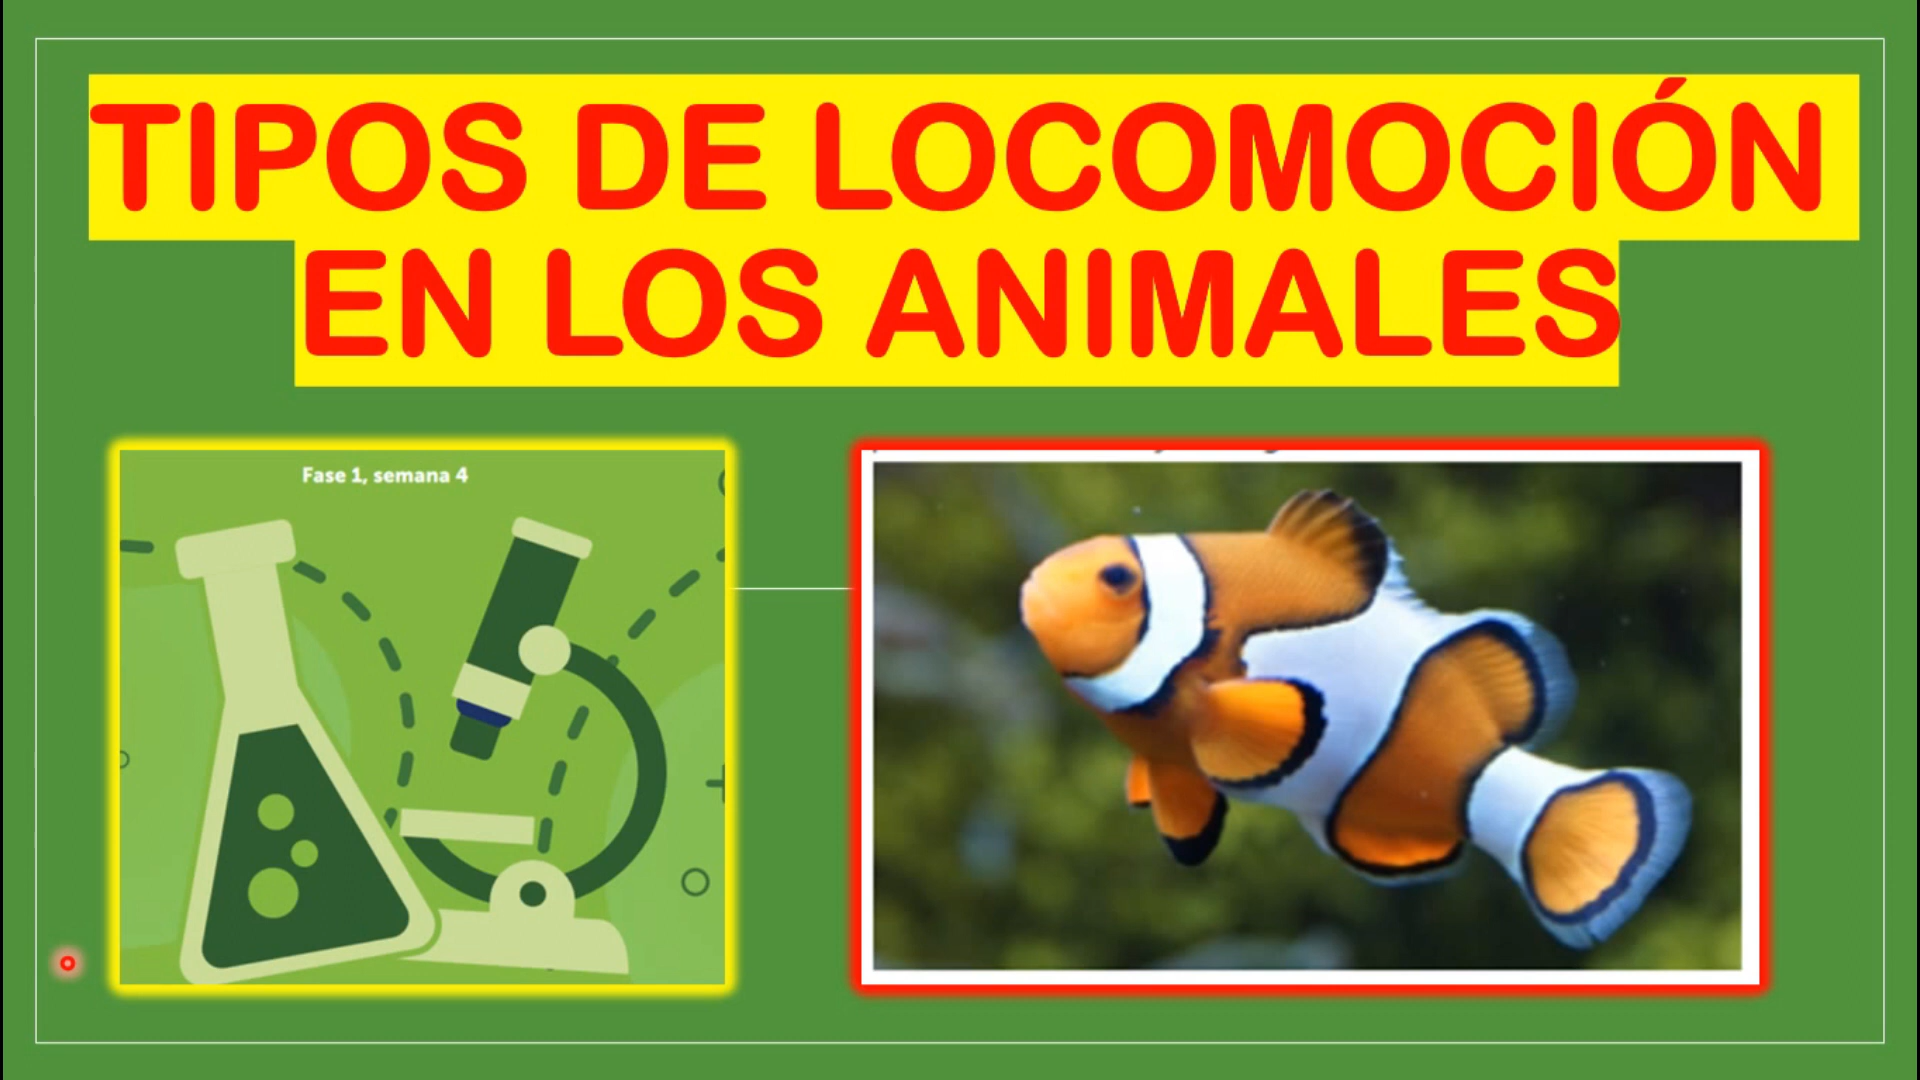 TIPOS DE LOCOMOCIÓN
EN LOS ANIMALES
Fase 1, semana 4